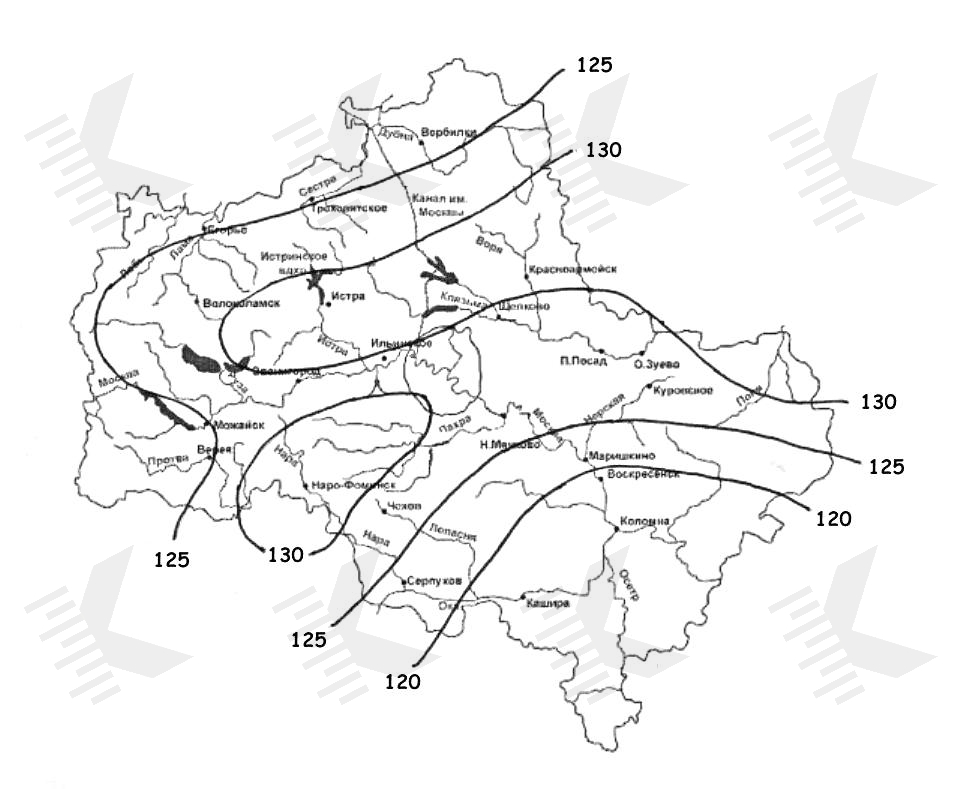 125
Дубна
Вербилки
130
Сестра
Канал им.
Москвы
Трехсвятское
Егорье
Лама
Воря
Истринское
вдхр
Красноармейск
Истра
Волоколамск
Клязьма
Щелково
Истра
Ильинское
П.Посад
О.Зуево
Звенигород
Москва
Руза
Куровское
Поля
130
Нерская
Москва
Пахра
Можайск
Н.Мячково
Верея
Нара
Маришкино
Протва
125
Воскресенск
Наро-Фоминск
Чехов
120
Коломна
Лопасня
Нара
125
130
Осетр
Серпухов
Ока
Кашира
125
120